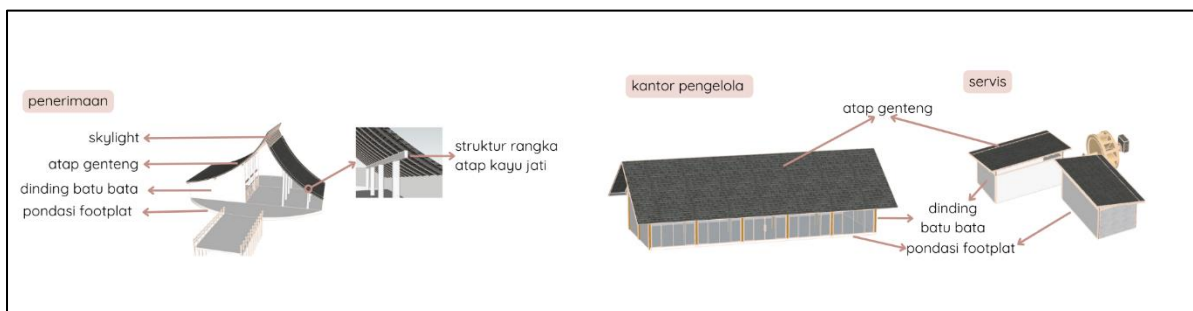 penerimaan
skylight
atap genteng
dinding batu bata
pondasi footplat
struktur rangka
atap kayu jati
kantor pengelola
servis
atap genteng
dinding
batu bata
pondasi footplat